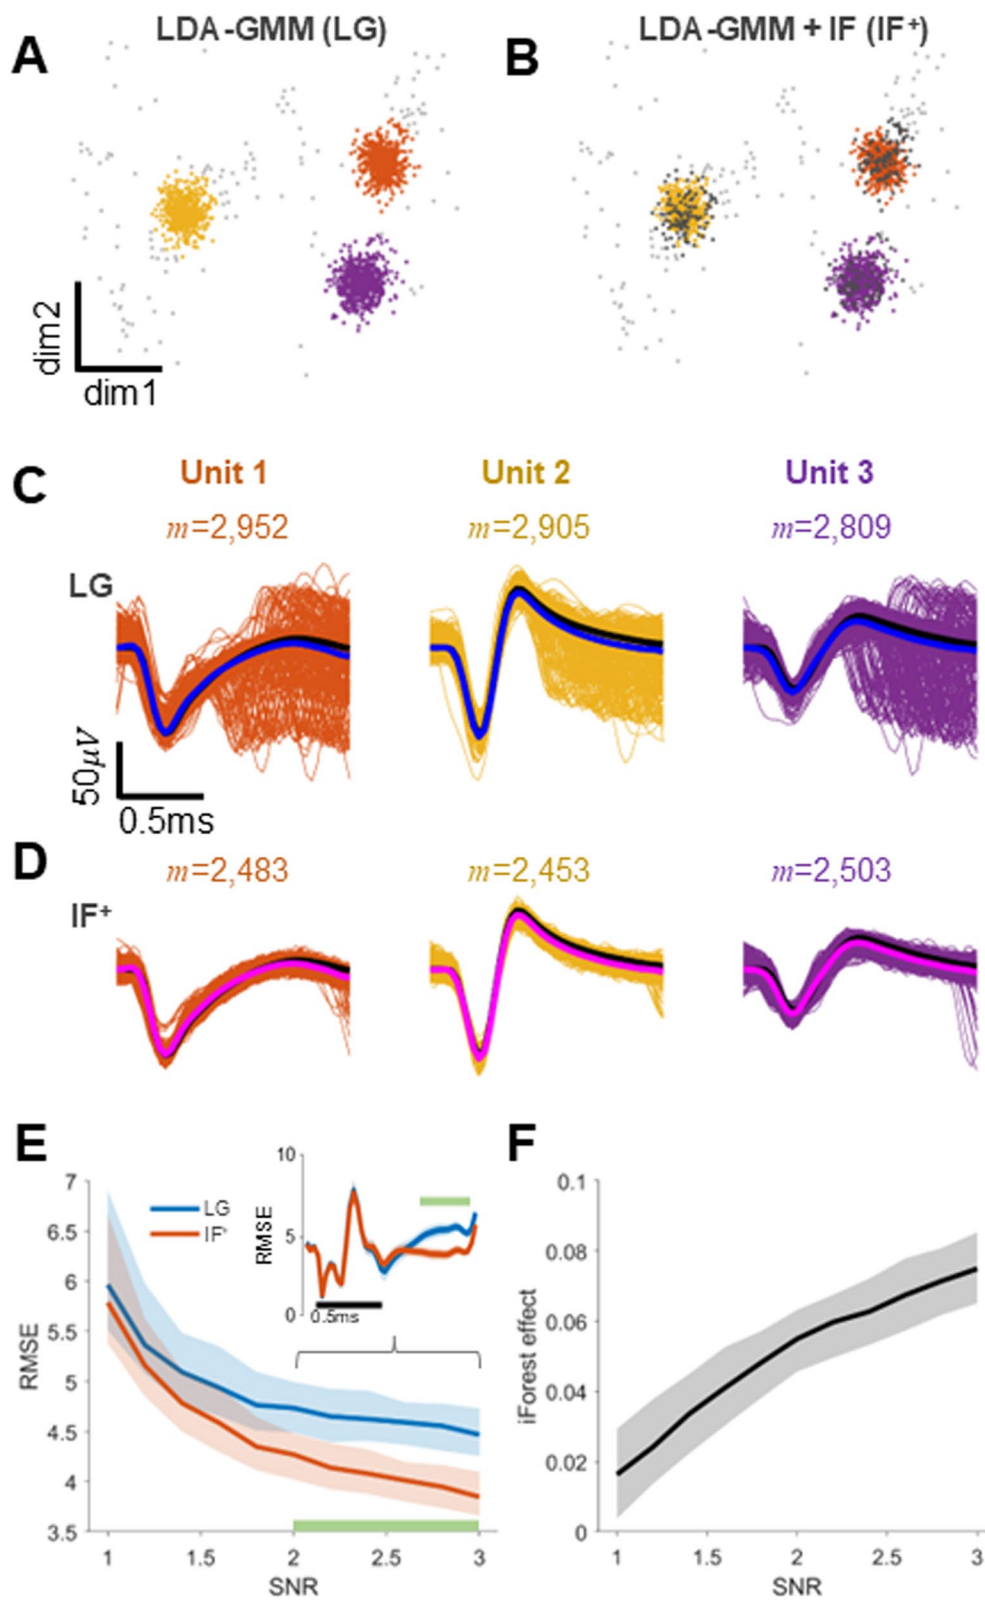 A
LDA-GMM (LG)
B
LDA-GMM + IF (IF⁺)
dim2
dim1
C
Unit 1
Unit 2
Unit 3
m=2,952
m=2,905
m=2,809
LG
50μV
0.5ms
D
m=2,483
m=2,453
m=2,503
IF⁺
E
7
6.5
6
5.5
5
4.5
4
3.5
RMSE
1
1.5
2
2.5
3
SNR
LG
IF⁺
10
5
0
RMSE
0.5ms
F
0.1
0.08
0.06
0.04
0.02
0
iForest effect
1
1.5
2
2.5
3
SNR